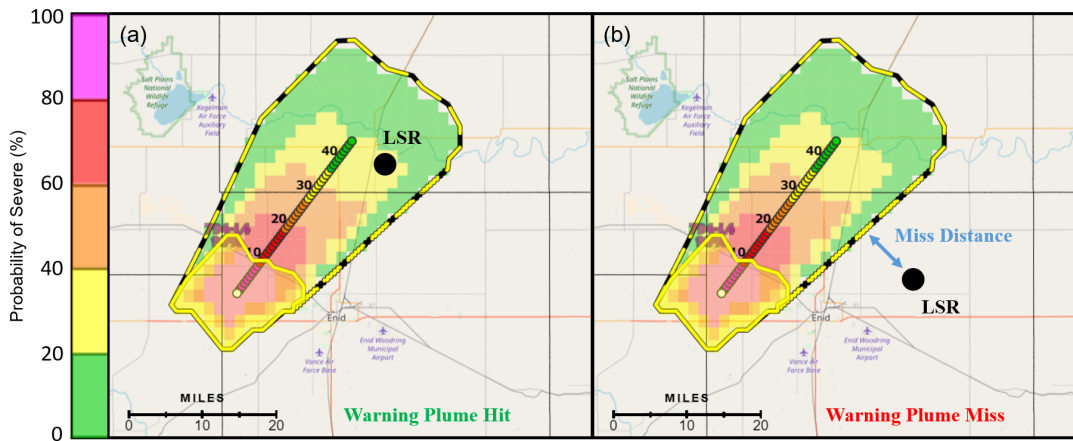 Probability of Severe (%)
100
80
60
40
20
0
(a)
Salt Plains
National
Wildlife
Refuge
Kegelman
Air Force
Auxiliary
Field
LSR
40
30
20
10
Enid
Enid Woodring
Municipal
Airport
Vance Air
Force Base
MILES
0 10 20
Warning Plume Hit
(b)
Salt Plains
National
Wildlife
Refuge
Kegelman
Air Force
Auxiliary
Field
40
30
20
10
Miss Distance
LSR
Enid
Enid Woodring
Municipal
Airport
Vance Air
Force Base
MILES
0 10 20
Warning Plume Miss